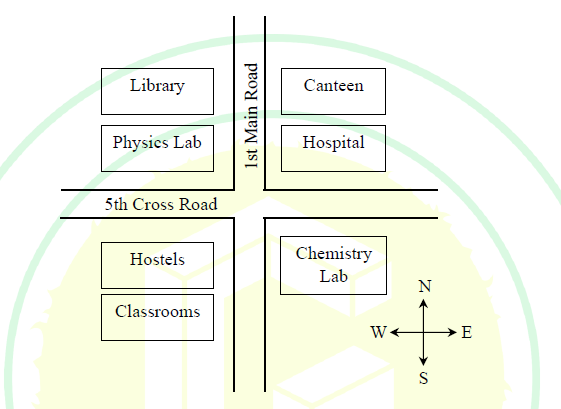 Library
Canteen
1st Main Road
Physics Lab
Hospital
5th Cross Road
Hostels
Chemistry
Lab
Classrooms
N
W
E
S